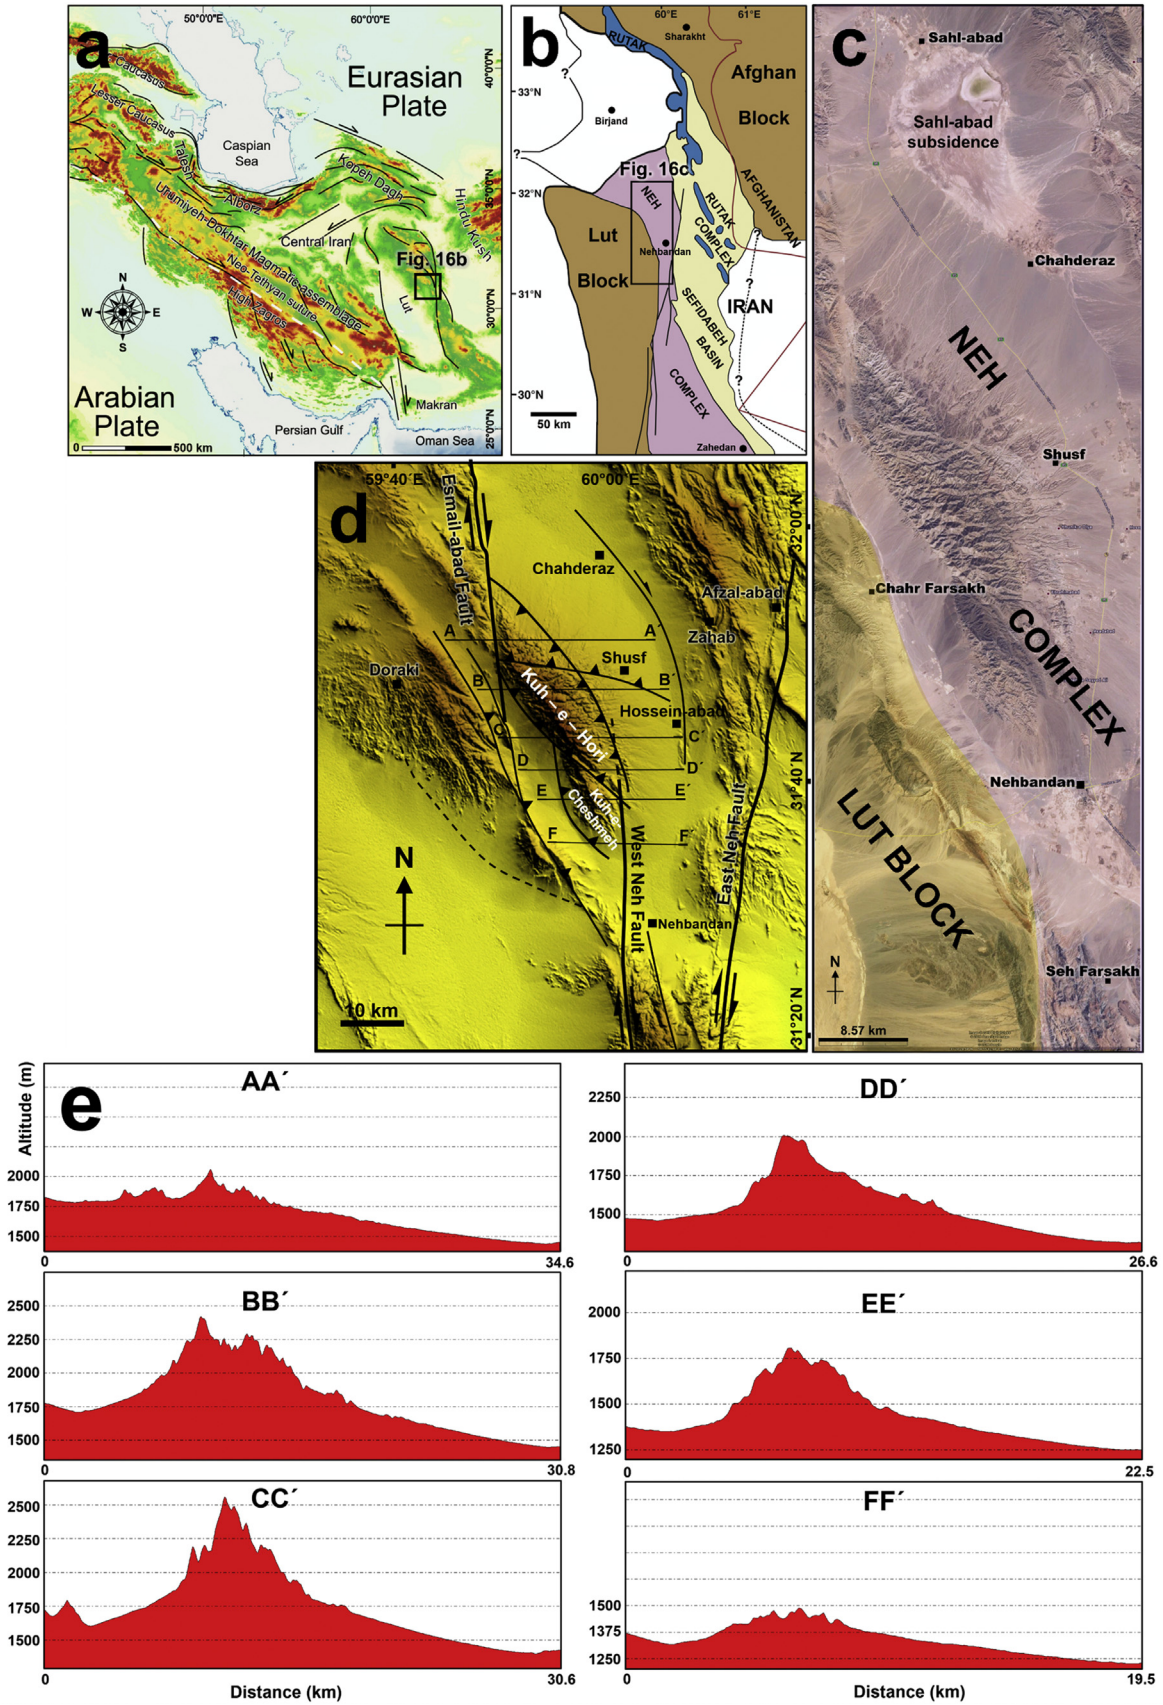 a
50°00'0"E
60°00'0"E
40°00'0"N
35°00'0"N
30°00'0"N
25°00'0"N
Eurasian
Plate
Caucasus
Lesser Caucasus
Talesh
Caspian
Sea
Alborz
Kopeh Dagh
Hindu Kush
Central Iran
Urumiyeh-Dokhtar Magmatic assemblage
Neo-Tethyan suture
High Zagros
Fig. 16b
Lut
N
W
E
S
Arabian
Plate
Makran
Persian Gulf
Oman Sea
0
500 km
b
60°E
61°E
33°N
32°N
31°N
30°N
RUTAK
Sharakht
Afghan
Block
?
Birjand
?
Fig. 16c
NEH
Nehbandan
Lut
Block
RUTAK
COMPLEX
AFGHANISTAN
?
?
IRAN
SEFIDABEH
BASIN
?
COMPLEX
50 km
Zahedan
c
Sahl-abad
Sahl-abad
subsidence
Chahderaz
NEH
Shusf
Chahr Farsakh
COMPLEX
Nehbandan
LUT BLOCK
Seh Farsakh
N
8.57 km
d
59°40´E
60°00´E
32°00´N
31°40´N
31°20´N
Esmail-abad Fault
Chahderaz
Afzal-abad
Zahab
A
A´
Doraki
Shusf
B
B´
Kuh – e – Hori
Hossein-abad
C
C´
D
D´
E
E´
Kuh-e-
Cheshmeh
F
F´
West Neh Fault
East Neh Fault
N
Nehbandan
10 km
e
Altitude (m)
AA´
2000
1750
1500
0
34.6
BB´
2500
2250
2000
1750
1500
0
30.8
CC´
2500
2250
2000
1750
1500
0
30.6
Distance (km)
DD´
2250
2000
1750
1500
0
26.6
EE´
2000
1750
1500
1250
0
22.5
FF´
1500
1375
1250
0
19.5
Distance (km)